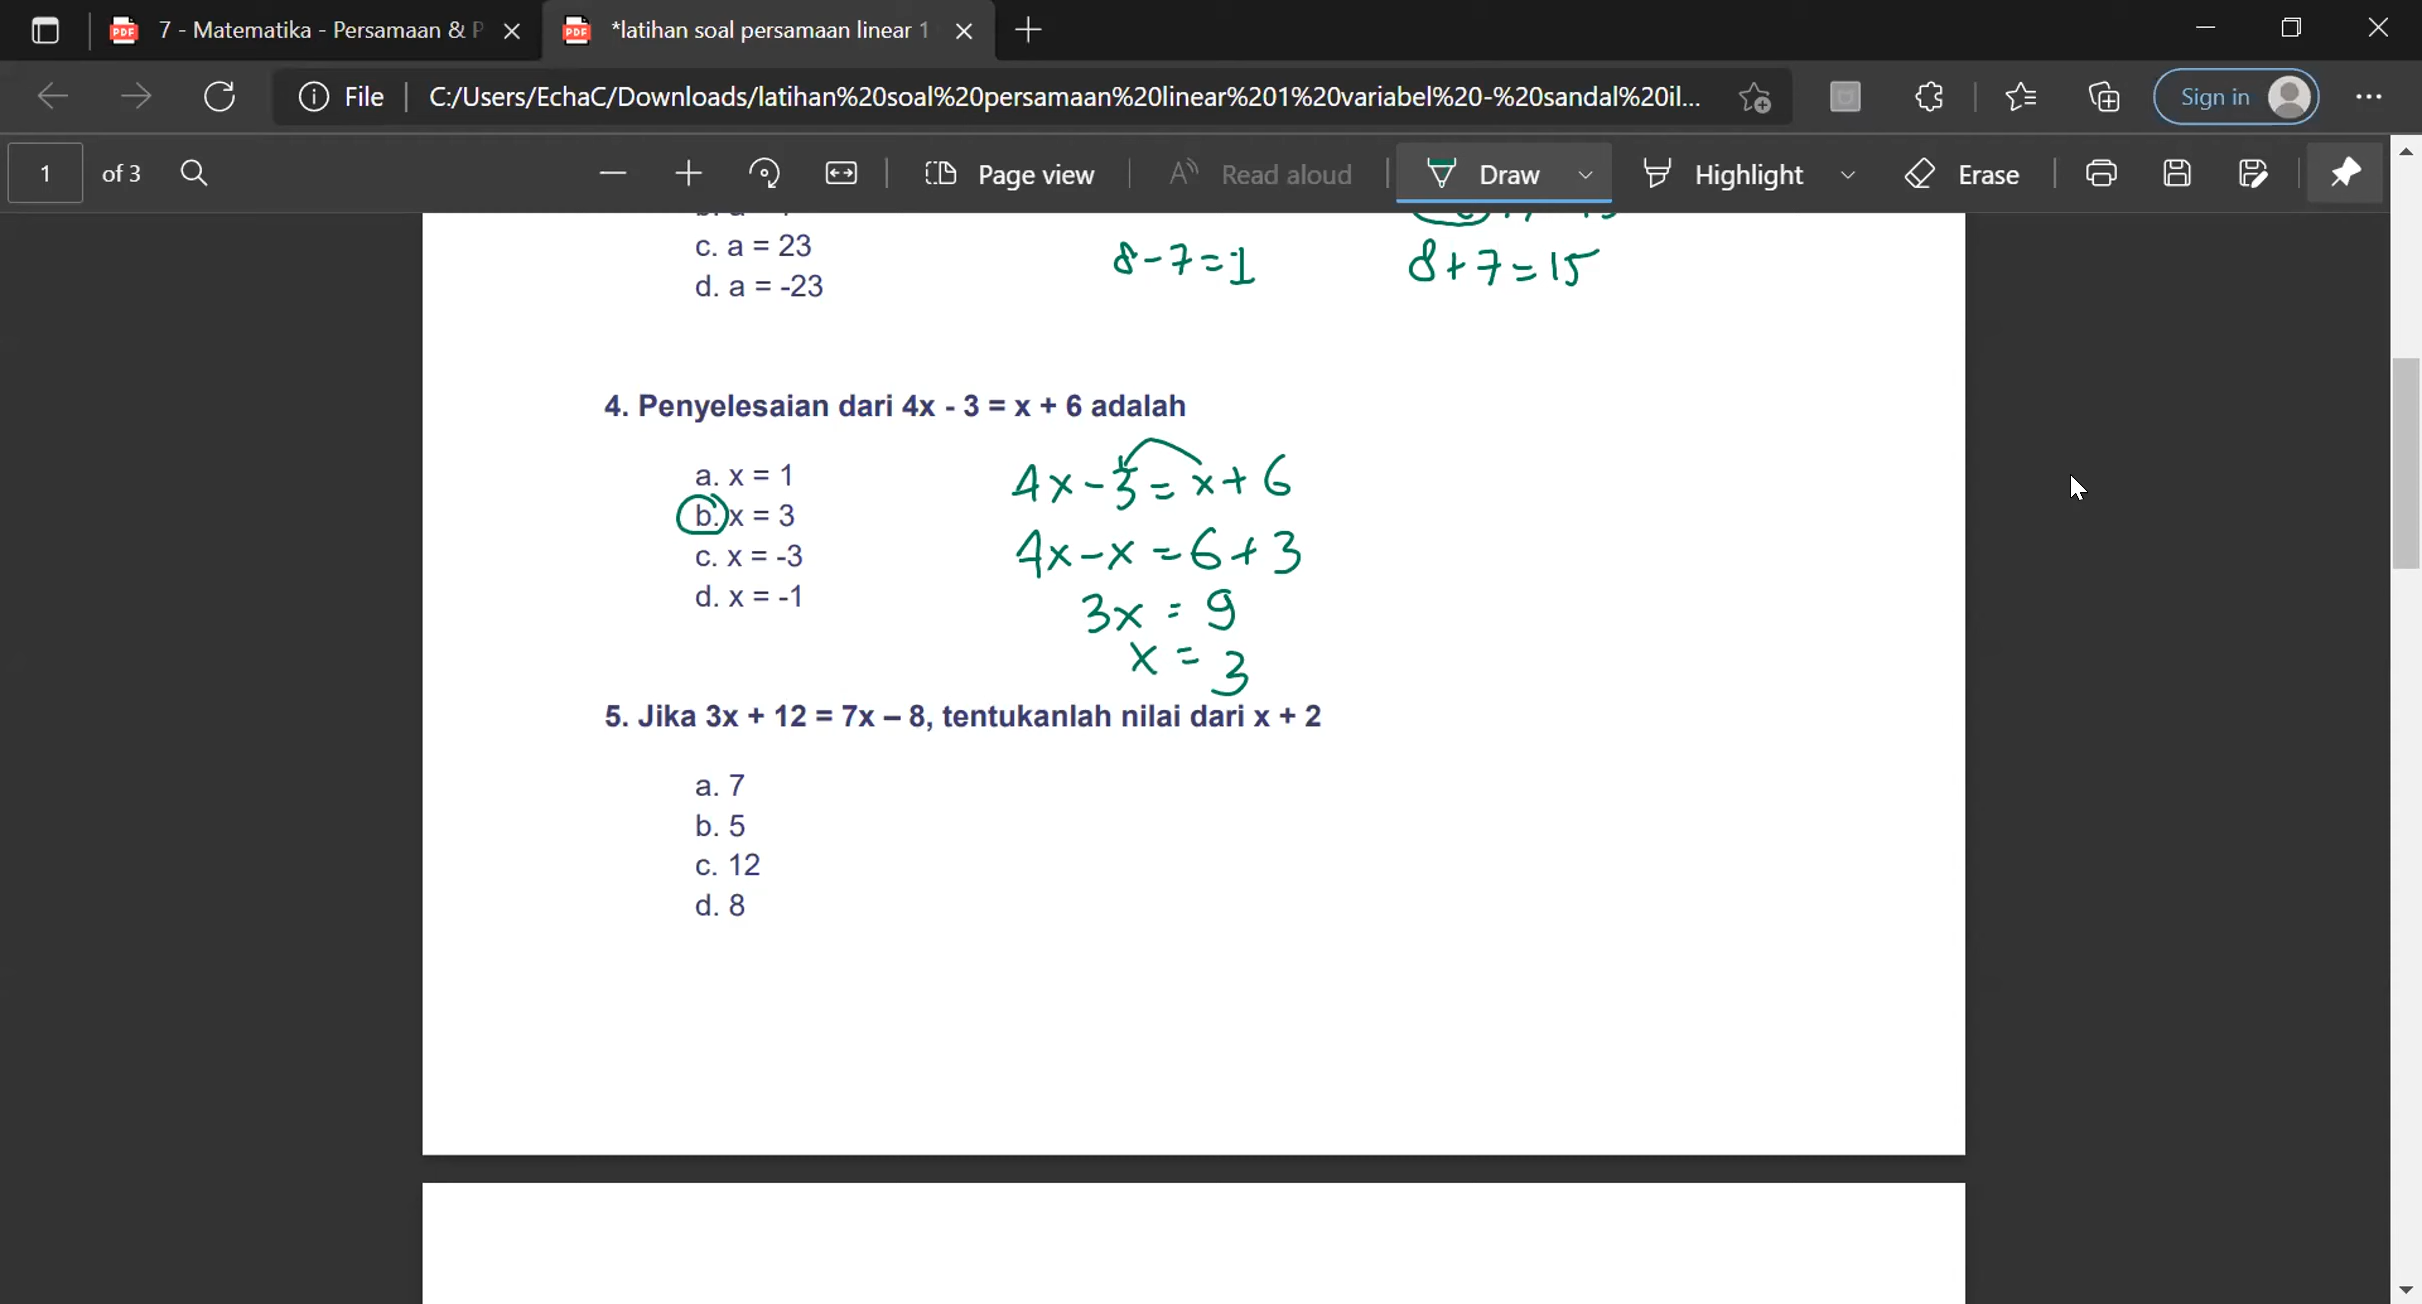 7 - Matematika - Persamaan & P
*latihan soal persamaan linear 1
File
C:/Users/EchaC/Downloads/latihan%20soal%20persamaan%20linear%201%20variabel%20-%20sandal%20il...
Sign in
1 of 3
Page view
Read aloud
Draw
Highlight
Erase
c. a = 23
d. a = -23
8-7=1
8+7=15
4. Penyelesaian dari 4x - 3 = x + 6 adalah
a. x = 1
b. x = 3
c. x = -3
d. x = -1
4x-3=x+6
4x-x=6+3
3x=9
x=3
5. Jika 3x + 12 = 7x – 8, tentukanlah nilai dari x + 2
a. 7
b. 5
c. 12
d. 8